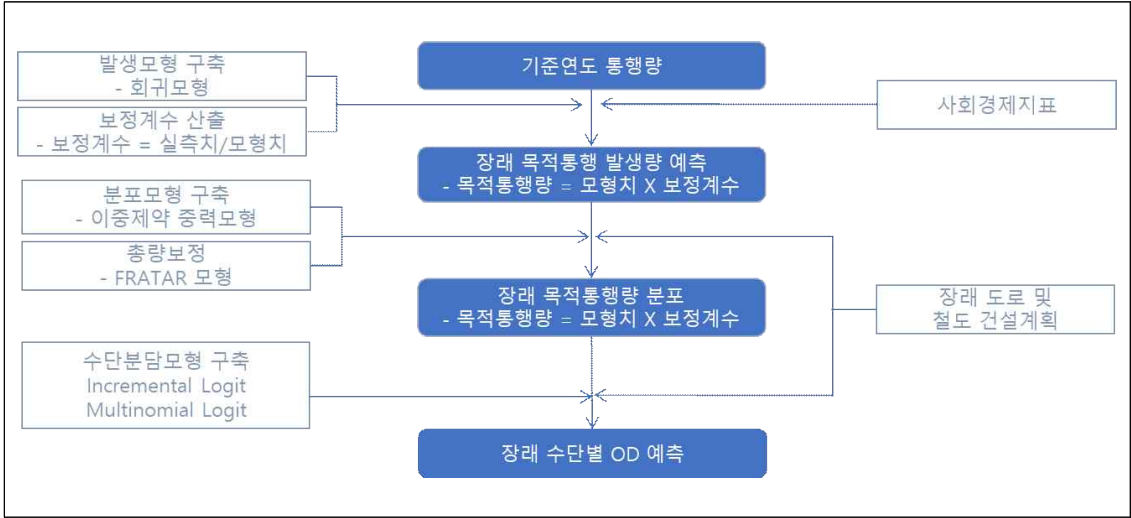 발생모형 구축
- 회귀모형
보정계수 산출
- 보정계수 = 실측치/모형치
분포모형 구축
- 이중제약 중력모형
총량보정
- FRATAR 모형
수단분담모형 구축
Incremental Logit
Multinomial Logit
기준연도 통행량
장래 목적통행 발생량 예측
- 목적통행량 = 모형치 X 보정계수
장래 목적통행량 분포
- 목적통행량 = 모형치 X 보정계수
장래 수단별 OD 예측
사회경제지표
장래 도로 및
철도 건설계획